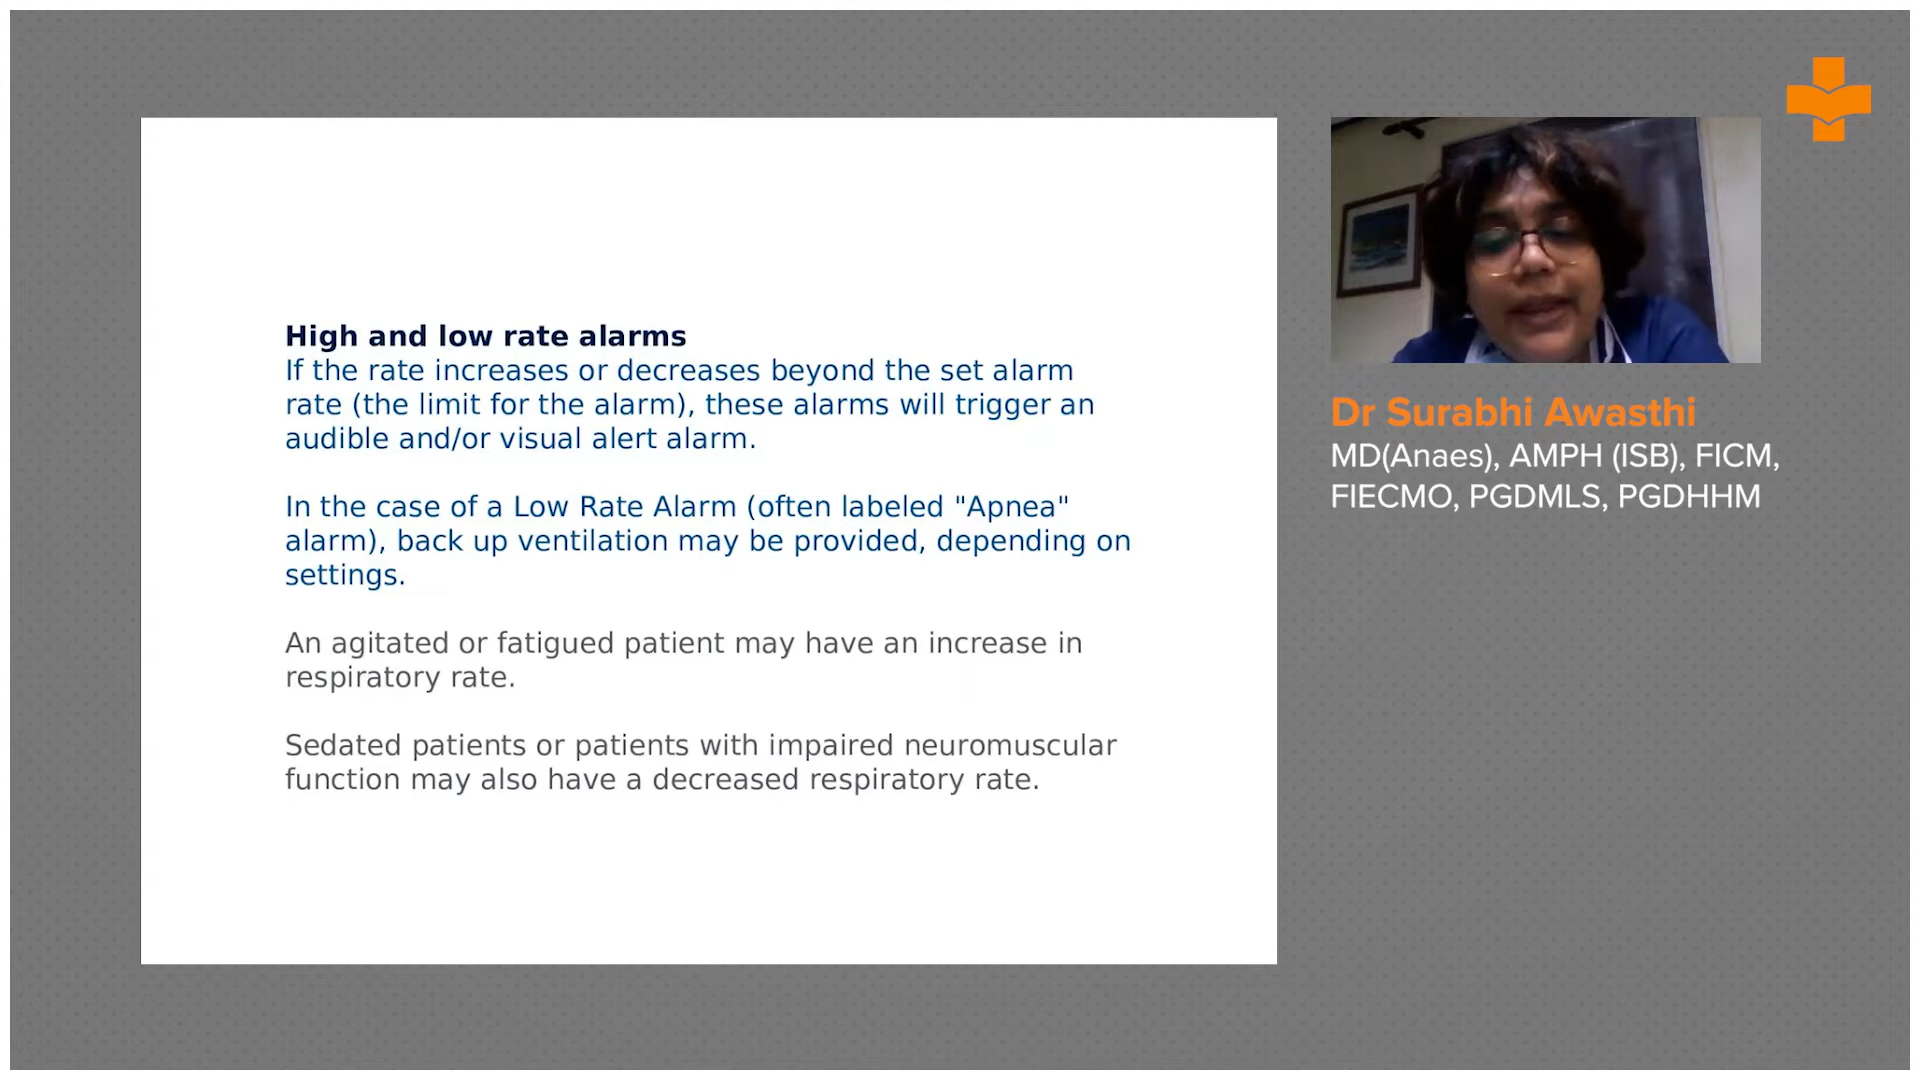 High and low rate alarms
If the rate increases or decreases beyond the set alarm
rate (the limit for the alarm), these alarms will trigger an
audible and/or visual alert alarm.
In the case of a Low Rate Alarm (often labeled "Apnea"
alarm), back up ventilation may be provided, depending on
settings.
An agitated or fatigued patient may have an increase in
respiratory rate.
Sedated patients or patients with impaired neuromuscular
function may also have a decreased respiratory rate.
Dr Surabhi Awasthi
MD(Anaes), AMPH (ISB), FICM,
FIECMO, PGDMLS, PGDHHM